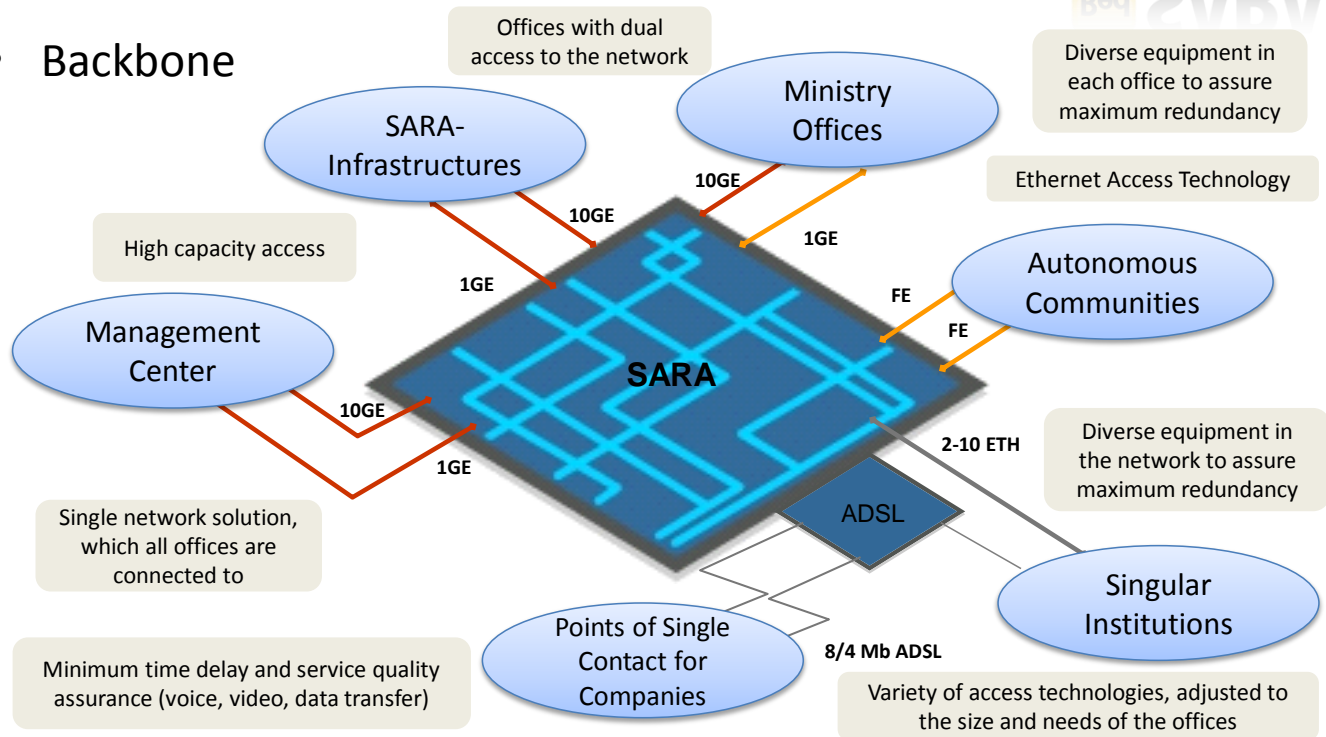 • Backbone
Offices with dual
access to the network
Diverse equipment in
each office to assure
maximum redundancy
Ministry
Offices
SARA-
Infrastructures
Ethernet Access Technology
10GE
10GE
1GE
High capacity access
1GE
Autonomous
Communities
FE
FE
Management
Center
SARA
10GE
1GE
2-10 ETH
Diverse equipment in
the network to assure
maximum redundancy
ADSL
Single network solution,
which all offices are
connected to
Singular
Institutions
Points of Single
Contact for
Companies
8/4 Mb ADSL
Minimum time delay and service quality
assurance (voice, video, data transfer)
Variety of access technologies, adjusted to
the size and needs of the offices